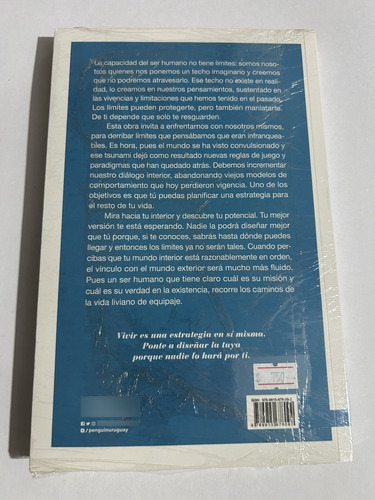 La capacidad del ser humano no tiene límites: somos noso-
tros quienes nos ponemos un techo imaginario y creemos
que no podremos atravesarlo. Ese techo no existe en reali-
dad, lo creamos en nuestros pensamientos, sustentado en
las vivencias y limitaciones que hemos tenido en el pasado.
Los límites pueden protegerte, pero también maniatarte.
De ti depende que solo te resguarden.
Esta obra invita a enfrentarnos con nosotros mismos,
para derribar límites que pensábamos que eran infranquea-
bles. Es hora, pues el mundo se ha visto convulsionado y
ese tsunami dejó como resultado nuevas reglas de juego y
paradigmas que han quedado atrás. Debemos incrementar
nuestro diálogo interior, abandonando viejos modelos de
comportamiento que hoy perdieron vigencia. Uno de los
objetivos es que tú puedas planificar una estrategia para
el resto de tu vida.
Mira hacia tu interior y descubre tu potencial. Tu mejor
versión te está esperando. Nadie la podrá diseñar mejor
que tú porque, si te conoces, sabrás hasta dónde puedes
llegar y entonces los límites ya no serán tales. Cuando per-
cibas que tu mundo interior está razonablemente en orden,
el vínculo con el mundo exterior será mucho más fluido.
Pues un ser humano que tiene claro cuál es su misión y
cuál es su verdad en la existencia, recorre los caminos de
la vida liviano de equipaje.
Vivir es una estrategia en sí misma.
Ponte a diseñar la tuya
porque nadie lo hará por ti.
/penguinuruguay